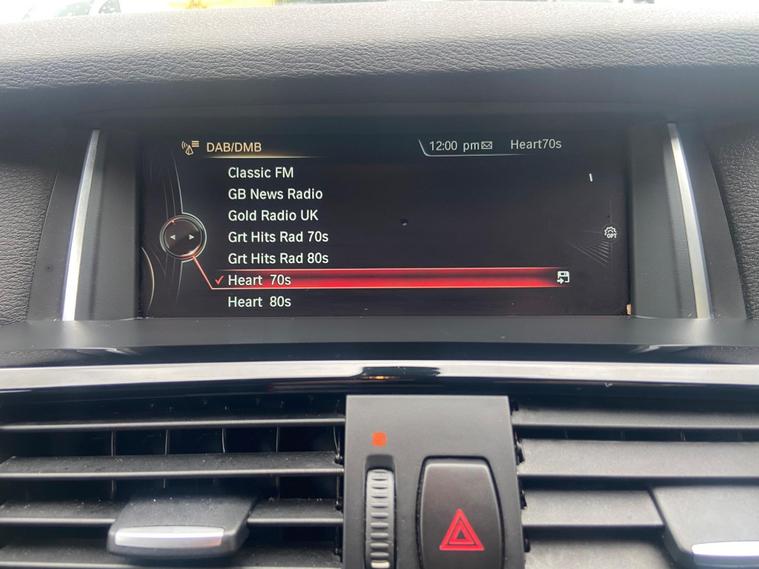 DAB/DMB 12:00 pm Heart70s
Classic FM
GB News Radio
Gold Radio UK
Grt Hits Rad 70s
OPT
Grt Hits Rad 80s
Heart 70s
Heart 80s